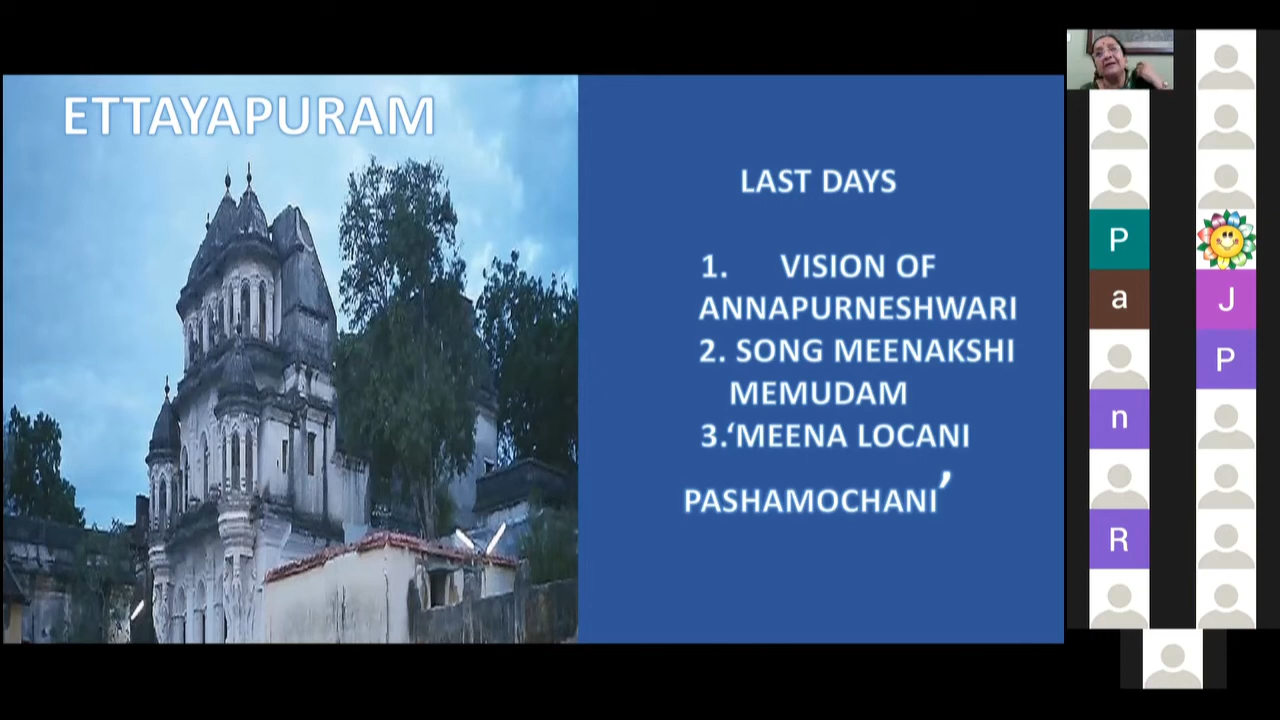 ETTAYAPURAM
LAST DAYS
1. VISION OF
ANNAPURNESHWARI
2. SONG MEENAKSHI
MEMUDAM
3.‘MEENA LOCANI
PASHAMOCHANI’
P
a
J
P
n
R